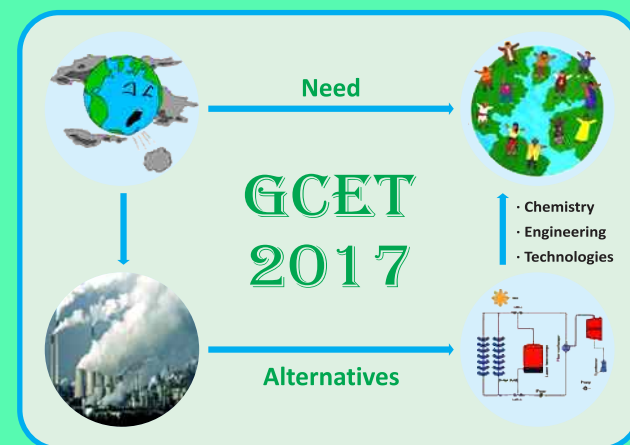 Need
GCET
2017
· Chemistry
· Engineering
· Technologies
Alternatives